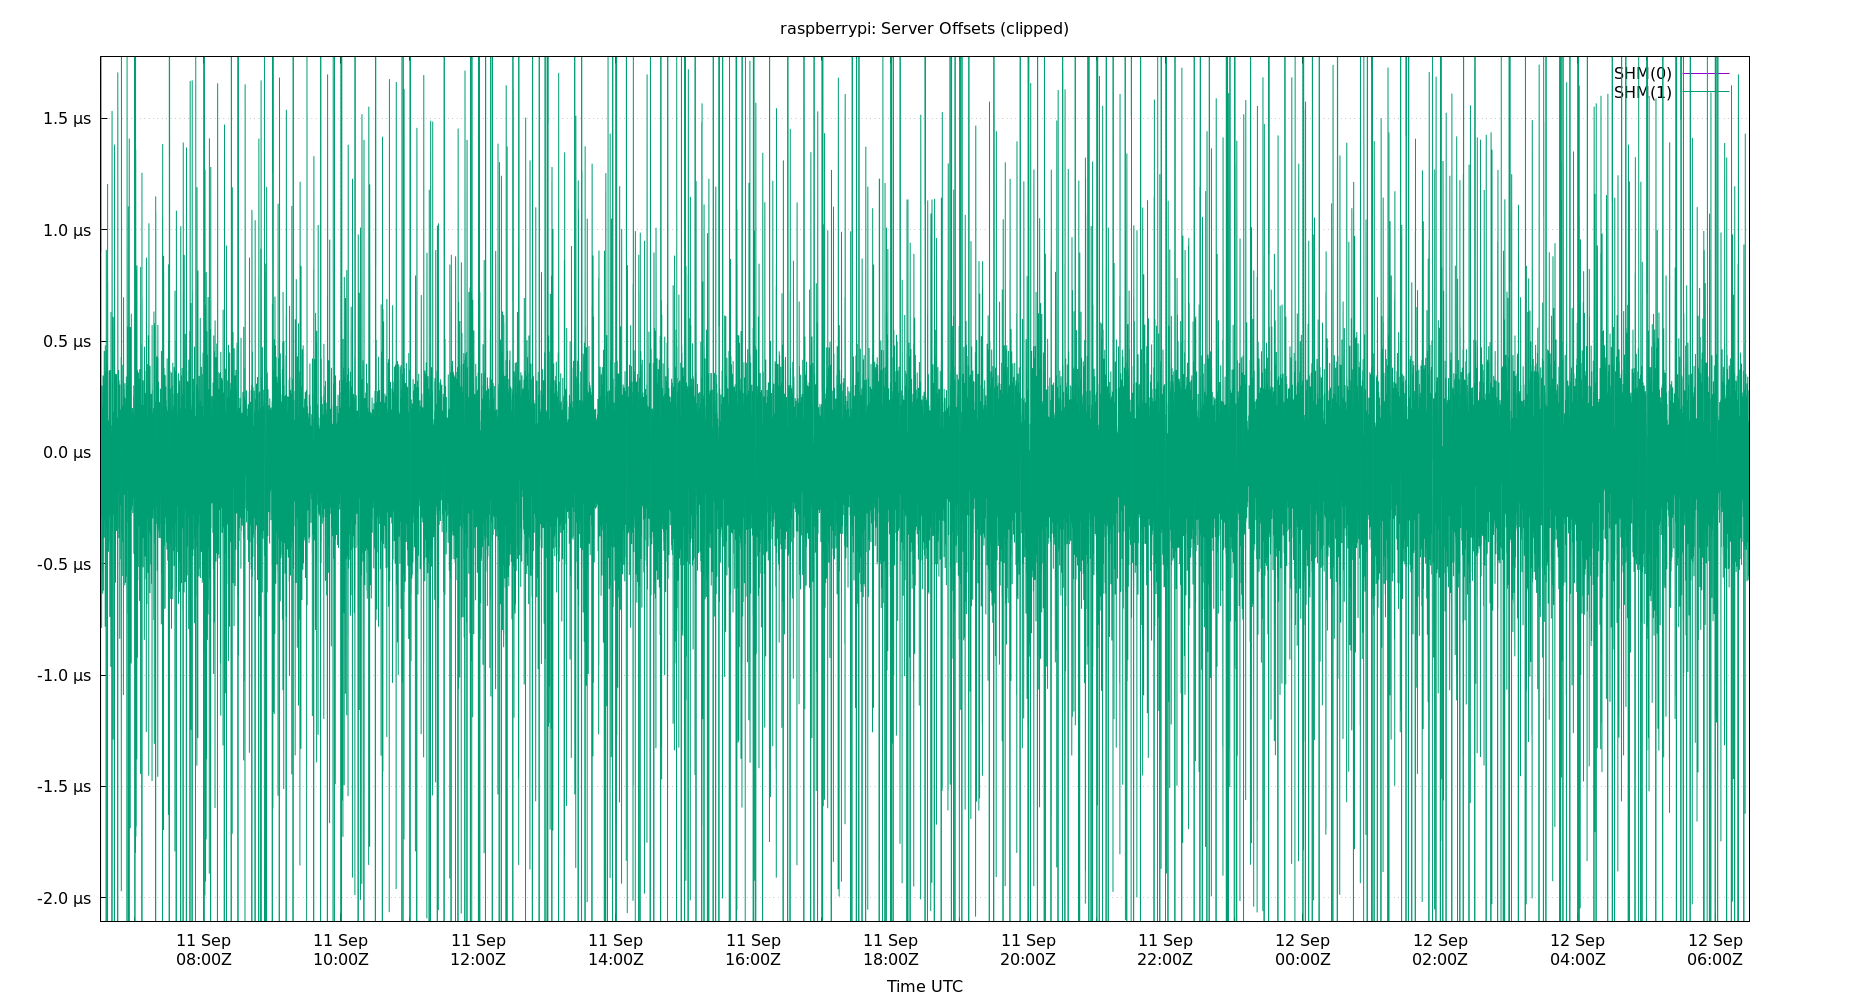 raspberrypi: Server Offsets (clipped)
SHM(0)
SHM(1)
1.5 µs
1.0 µs
0.5 µs
0.0 µs
-0.5 µs
-1.0 µs
-1.5 µs
-2.0 µs
11 Sep 11 Sep 11 Sep 11 Sep 11 Sep 11 Sep 11 Sep 11 Sep 12 Sep 12 Sep 12 Sep 12 Sep
08:00Z 10:00Z 12:00Z 14:00Z 16:00Z 18:00Z 20:00Z 22:00Z 00:00Z 02:00Z 04:00Z 06:00Z
Time UTC